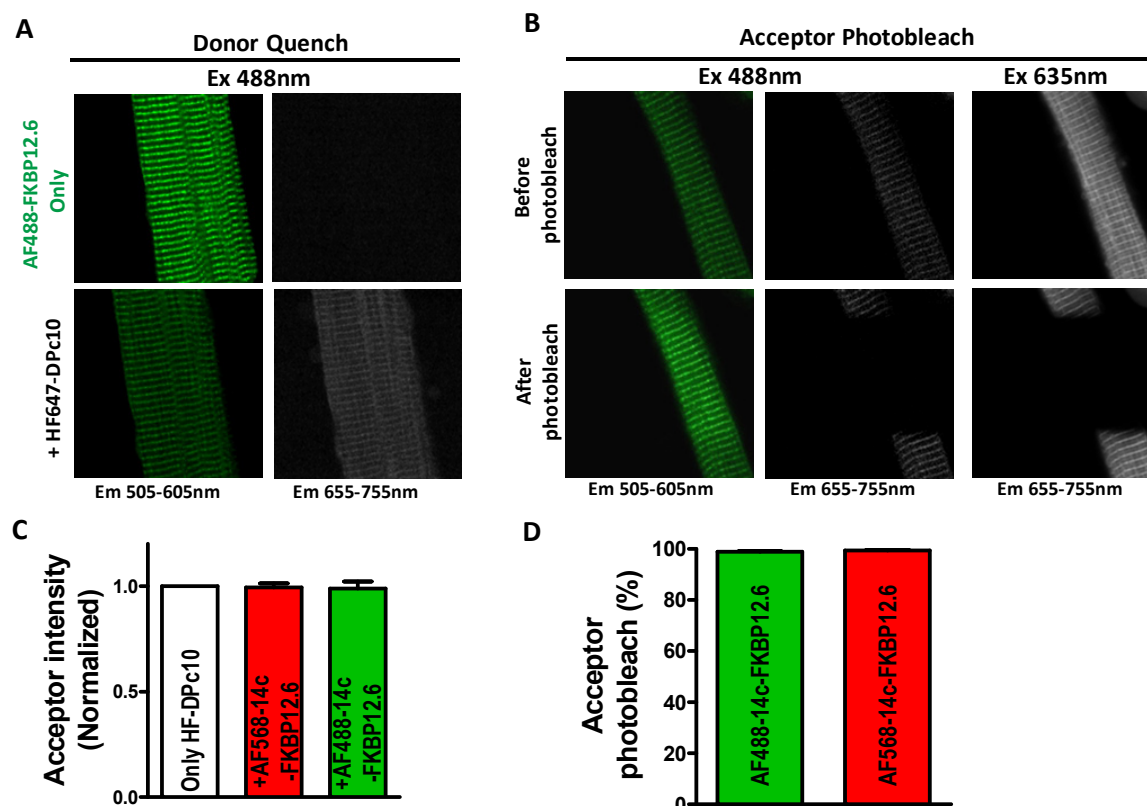 A
Donor Quench
Ex 488nm
AF488-FKBP12.6
Only
+ HF647-DPc10
Em 505-605nm
Em 655-755nm
B
Acceptor Photobleach
Ex 488nm
Ex 635nm
Before
photobleach
After
photobleach
Em 505-605nm
Em 655-755nm
Em 655-755nm
C
Acceptor intensity
(Normalized)
1.0
0.5
0.0
Only HF-DPc10
+AF568-14c
-FKBP12.6
+AF488-14c
-FKBP12.6
D
Acceptor
photobleach (%)
100
80
60
40
20
0
AF488-14c-FKBP12.6
AF568-14c-FKBP12.6